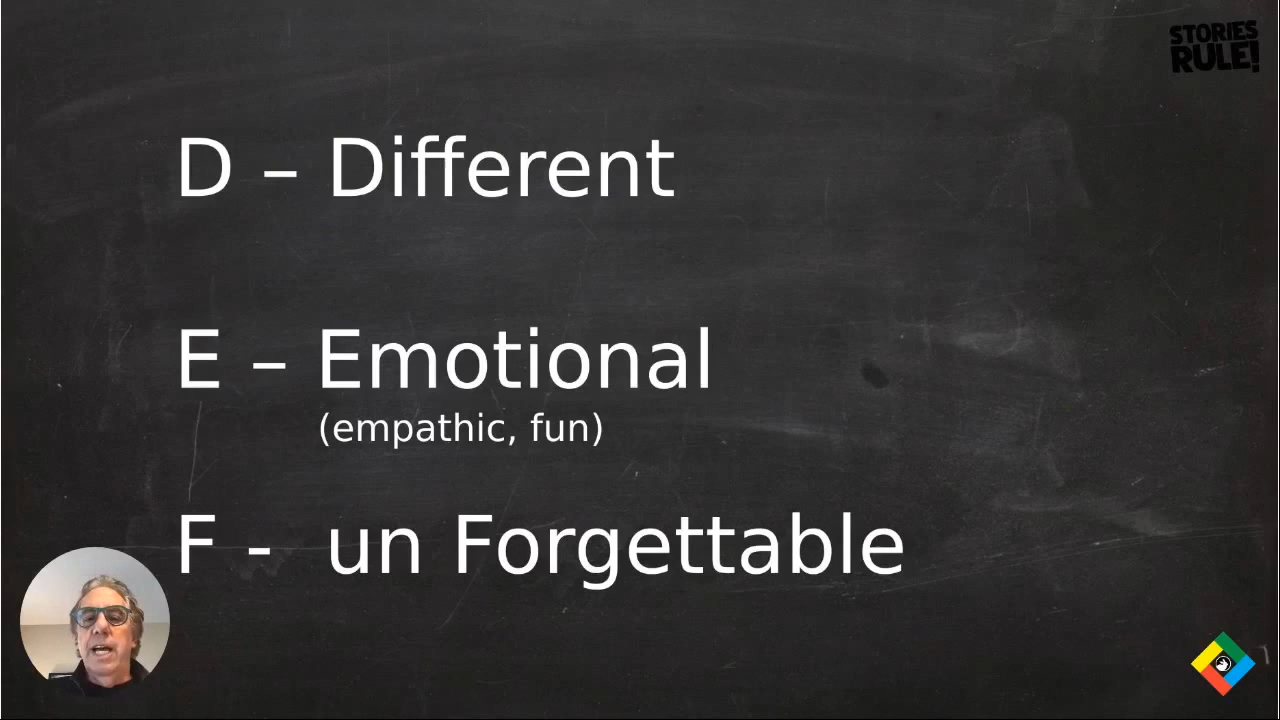 STORIES
RULE!
D – Different
E – Emotional
(empathic, fun)
F - un Forgettable